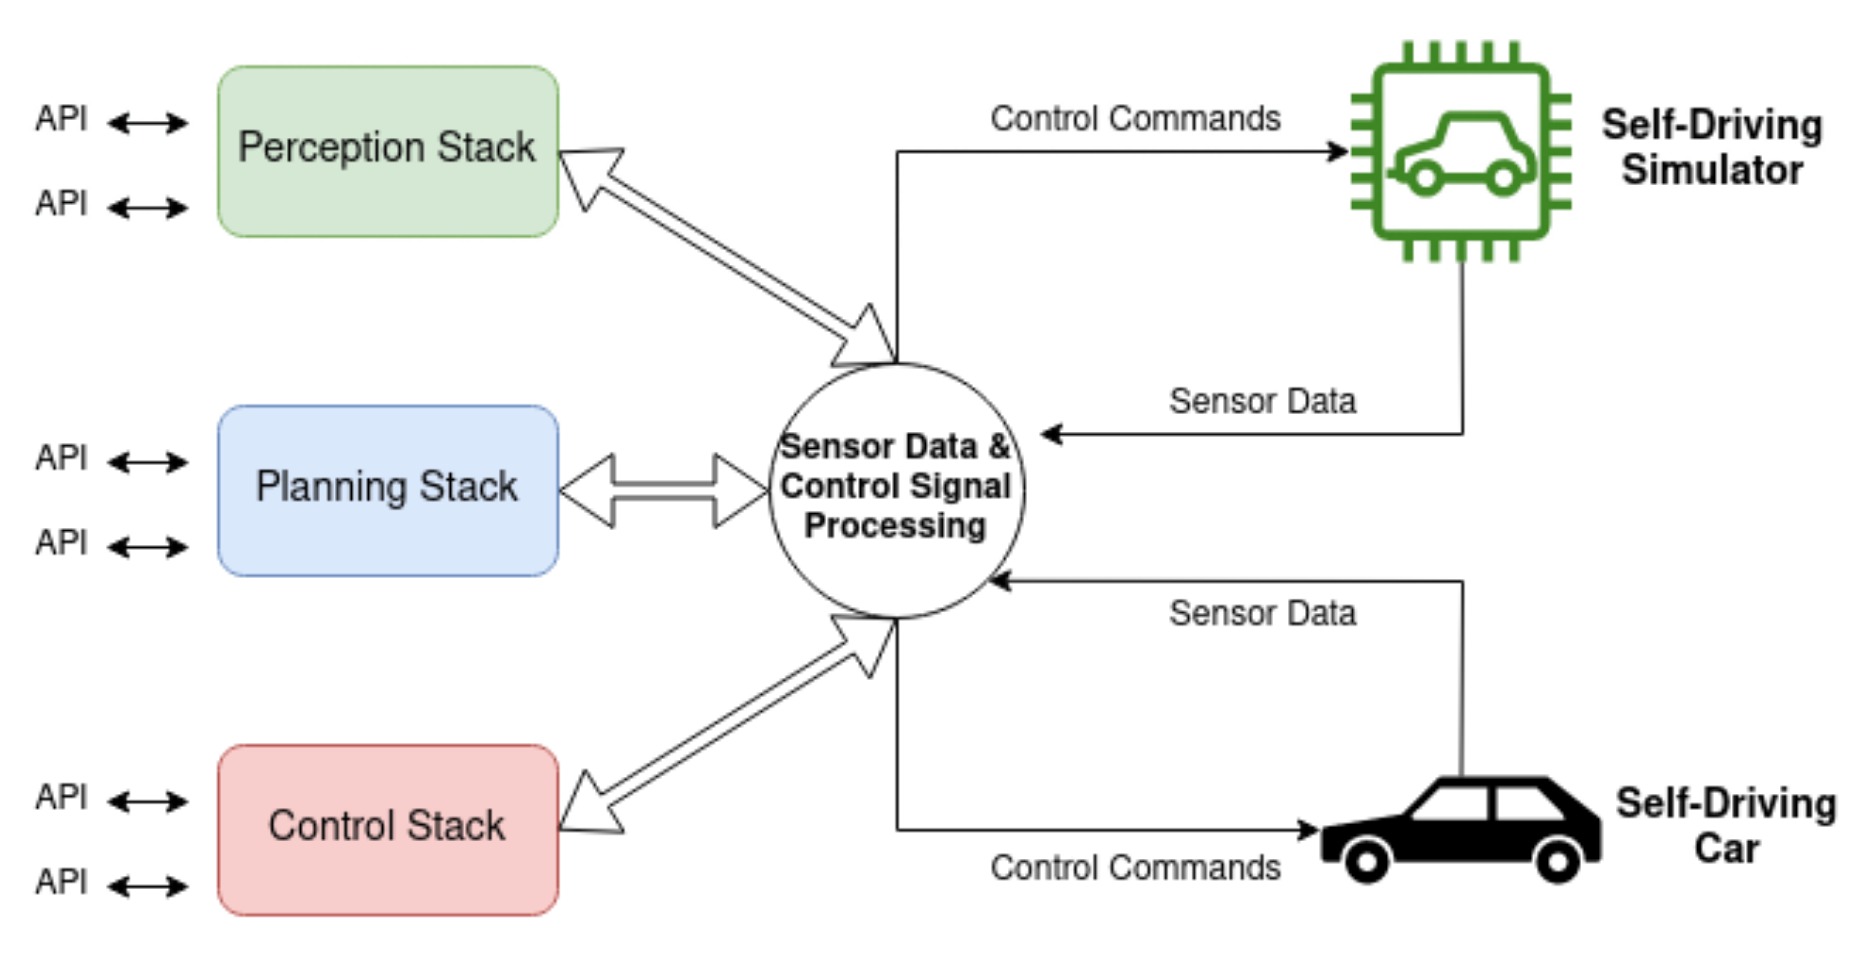 API
Perception Stack
API
Control Commands
Self-Driving
Simulator
API
Planning Stack
API
Sensor Data &
Control Signal
Processing
Sensor Data
Sensor Data
API
Control Stack
API
Control Commands
Self-Driving
Car